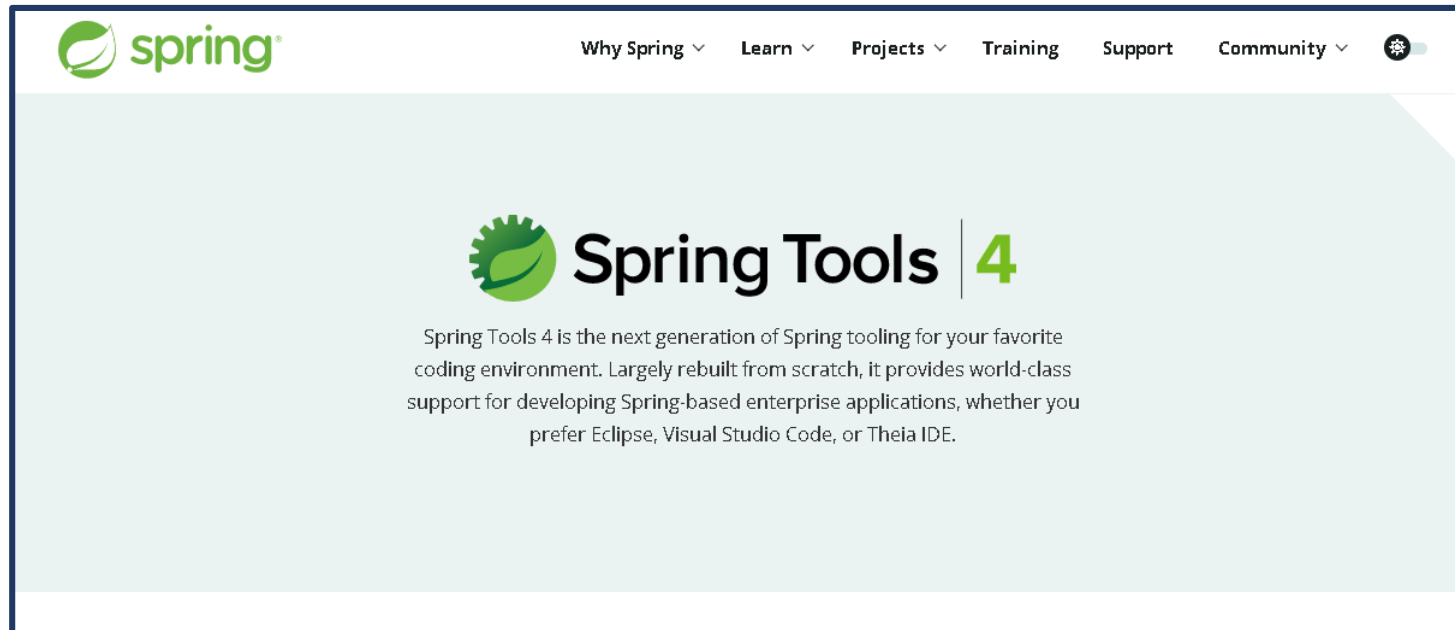 spring®
Why Spring Learn Projects Training Support Community
Spring Tools 4
Spring Tools 4 is the next generation of Spring tooling for your favorite
coding environment. Largely rebuilt from scratch, it provides world-class
support for developing Spring-based enterprise applications, whether you
prefer Eclipse, Visual Studio Code, or Theia IDE.